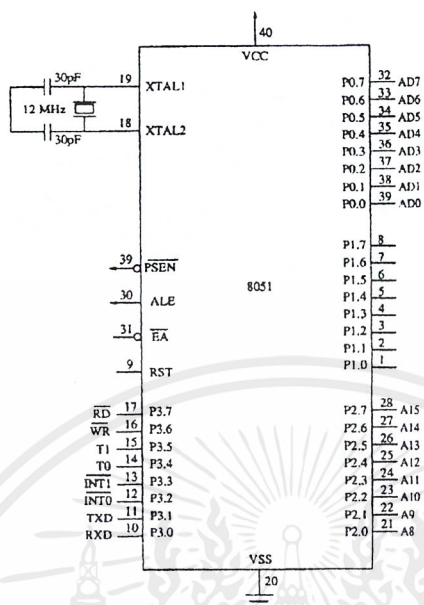 40
VCC
30pF
19 XTAL1
12 MHz
18 XTAL2
30pF
39 PSEN
30 ALE
31 EA
9 RST
RD 17 P3.7
WR 16 P3.6
T1 15 P3.5
T0 14 P3.4
INT1 13 P3.3
INT0 12 P3.2
TXD 11 P3.1
RXD 10 P3.0
8051
P0.7 32 AD7
P0.6 33 AD6
P0.5 34 AD5
P0.4 35 AD4
P0.3 36 AD3
P0.2 37 AD2
P0.1 38 AD1
P0.0 39 AD0
P1.7 8
P1.6 7
P1.5 6
P1.4 5
P1.3 4
P1.2 3
P1.1 2
P1.0 1
P2.7 28 A15
P2.6 27 A14
P2.5 26 A13
P2.4 25 A12
P2.3 24 A11
P2.2 23 A10
P2.1 22 A9
P2.0 21 A8
VSS
20